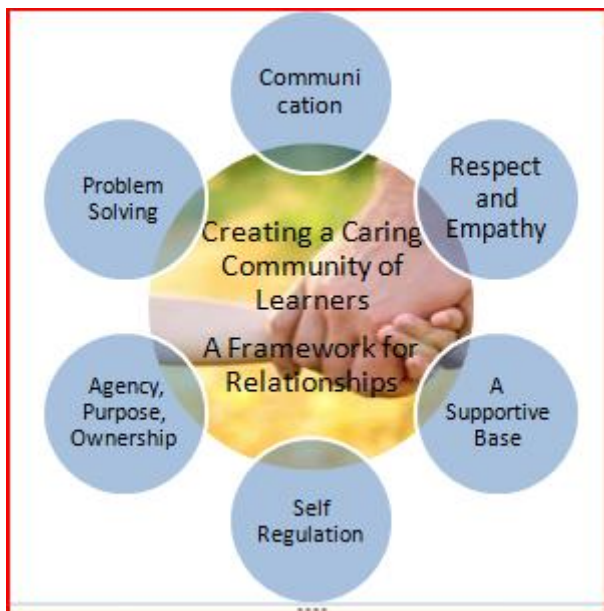 Communi
cation
Respect
and
Empathy
A
Supportive
Base
Self
Regulation
Agency,
Purpose,
Ownership
Problem
Solving
Creating a Caring
Community of
Learners
A Framework for
Relationships